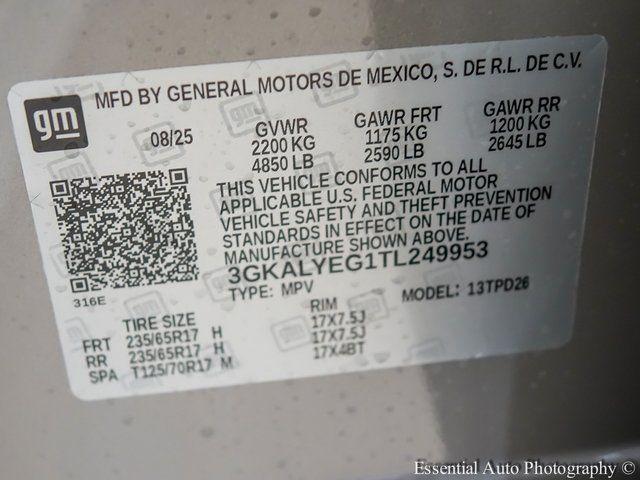 gm
MFD BY GENERAL MOTORS DE MEXICO, S. DE R.L. DE C.V.
08/25 GVWR GAWR FRT GAWR RR
2200 KG 1175 KG 1200 KG
4850 LB 2590 LB 2645 LB
THIS VEHICLE CONFORMS TO ALL
APPLICABLE U.S. FEDERAL MOTOR
VEHICLE SAFETY AND THEFT PREVENTION
STANDARDS IN EFFECT ON THE DATE OF
MANUFACTURE SHOWN ABOVE.
3GKALYEG1TL249953
316E
TYPE: MPV MODEL: 13TPD26
TIRE SIZE RIM
FRT 235/65R17 H 17X7.5J
RR 235/65R17 H 17X7.5J
SPA T125/70R17 M 17X4BT
Essential Auto Photography ©